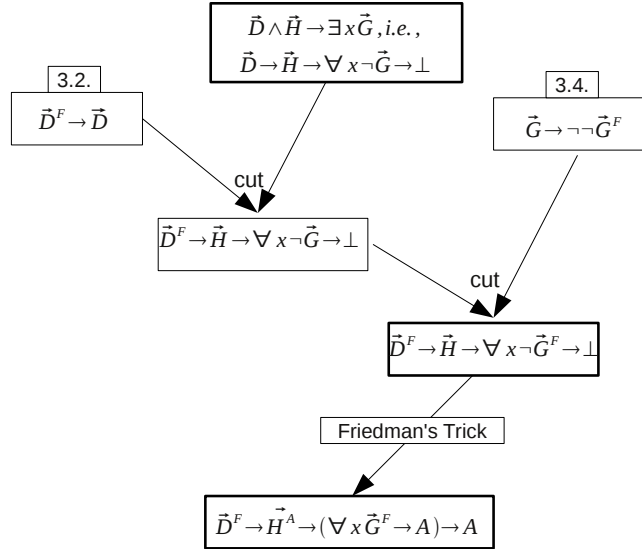 D⃗ ∧ H⃗ → ∃ x G⃗ , i.e. ,
D⃗ → H⃗ → ∀ x ¬ G⃗ → ⊥
3.2.
D⃗^F → D⃗
3.4.
G⃗ → ¬ ¬ G⃗^F
cut
D⃗^F → H⃗ → ∀ x ¬ G⃗ → ⊥
cut
D⃗^F → H⃗ → ∀ x ¬ G⃗^F → ⊥
Friedman's Trick
D⃗^F → H⃗^A → (∀ x G⃗^F → A) → A